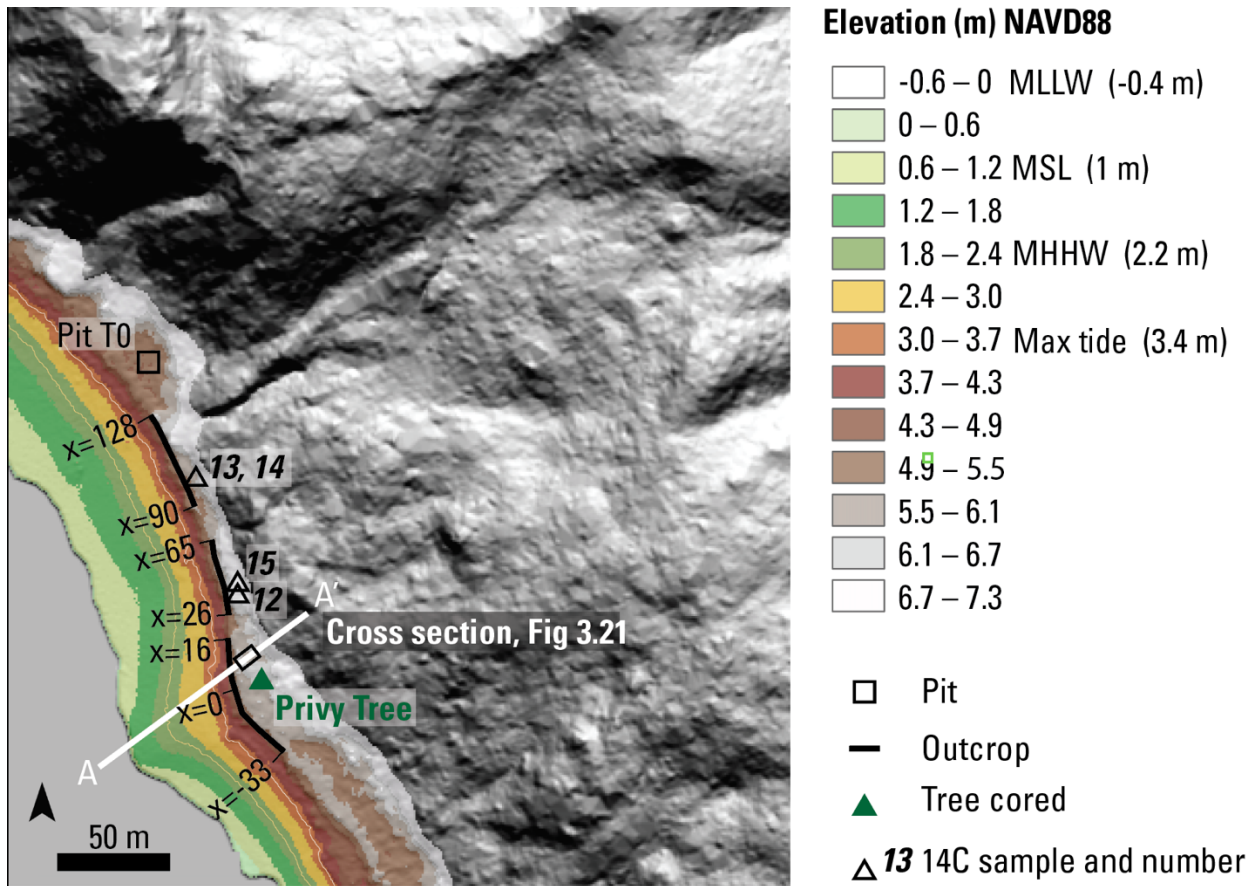 Elevation (m) NAVD88
-0.6 – 0 MLLW (-0.4 m)
0 – 0.6
0.6 – 1.2 MSL (1 m)
1.2 – 1.8
1.8 – 2.4 MHHW (2.2 m)
2.4 – 3.0
3.0 – 3.7 Max tide (3.4 m)
3.7 – 4.3
4.3 – 4.9
4.9 – 5.5
5.5 – 6.1
6.1 – 6.7
6.7 – 7.3
Pit
Outcrop
Tree cored
13 14C sample and number
Pit T0
x=128
13, 14
x=90
x=65
15
12
x=26
A'
Cross section, Fig 3.21
x=16
x=0
Privy Tree
A
x=-33
50 m